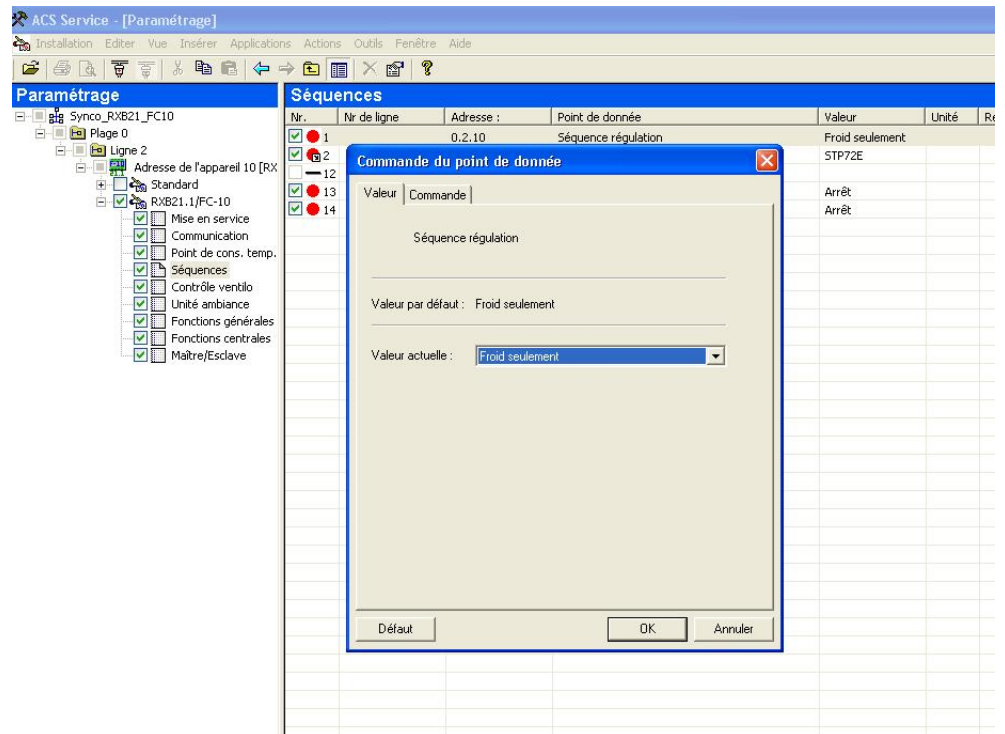 ACS Service - [Paramétrage]
Installation Editer Vue Insérer Applications Actions Outils Fenêtre Aide
Paramétrage
Synco_RXB21_FC10
Plage 0
Ligne 2
Adresse de l'appareil 10 [RX
Standard
RXB21.1/FC-10
Mise en service
Communication
Point de cons. temp.
Séquences
Contrôle ventilo
Unité ambiance
Fonctions générales
Fonctions centrales
Maître/Esclave
Séquences
Nr. Nr de ligne Adresse : Point de donnée Valeur Unité Re
1 0.2.10 Séquence régulation Froid seulement
2 STP72E
12
13 Arrêt
14 Arrêt
Commande du point de donnée
Valeur Commande
Séquence régulation
Valeur par défaut : Froid seulement
Valeur actuelle : Froid seulement
Défaut OK Annuler